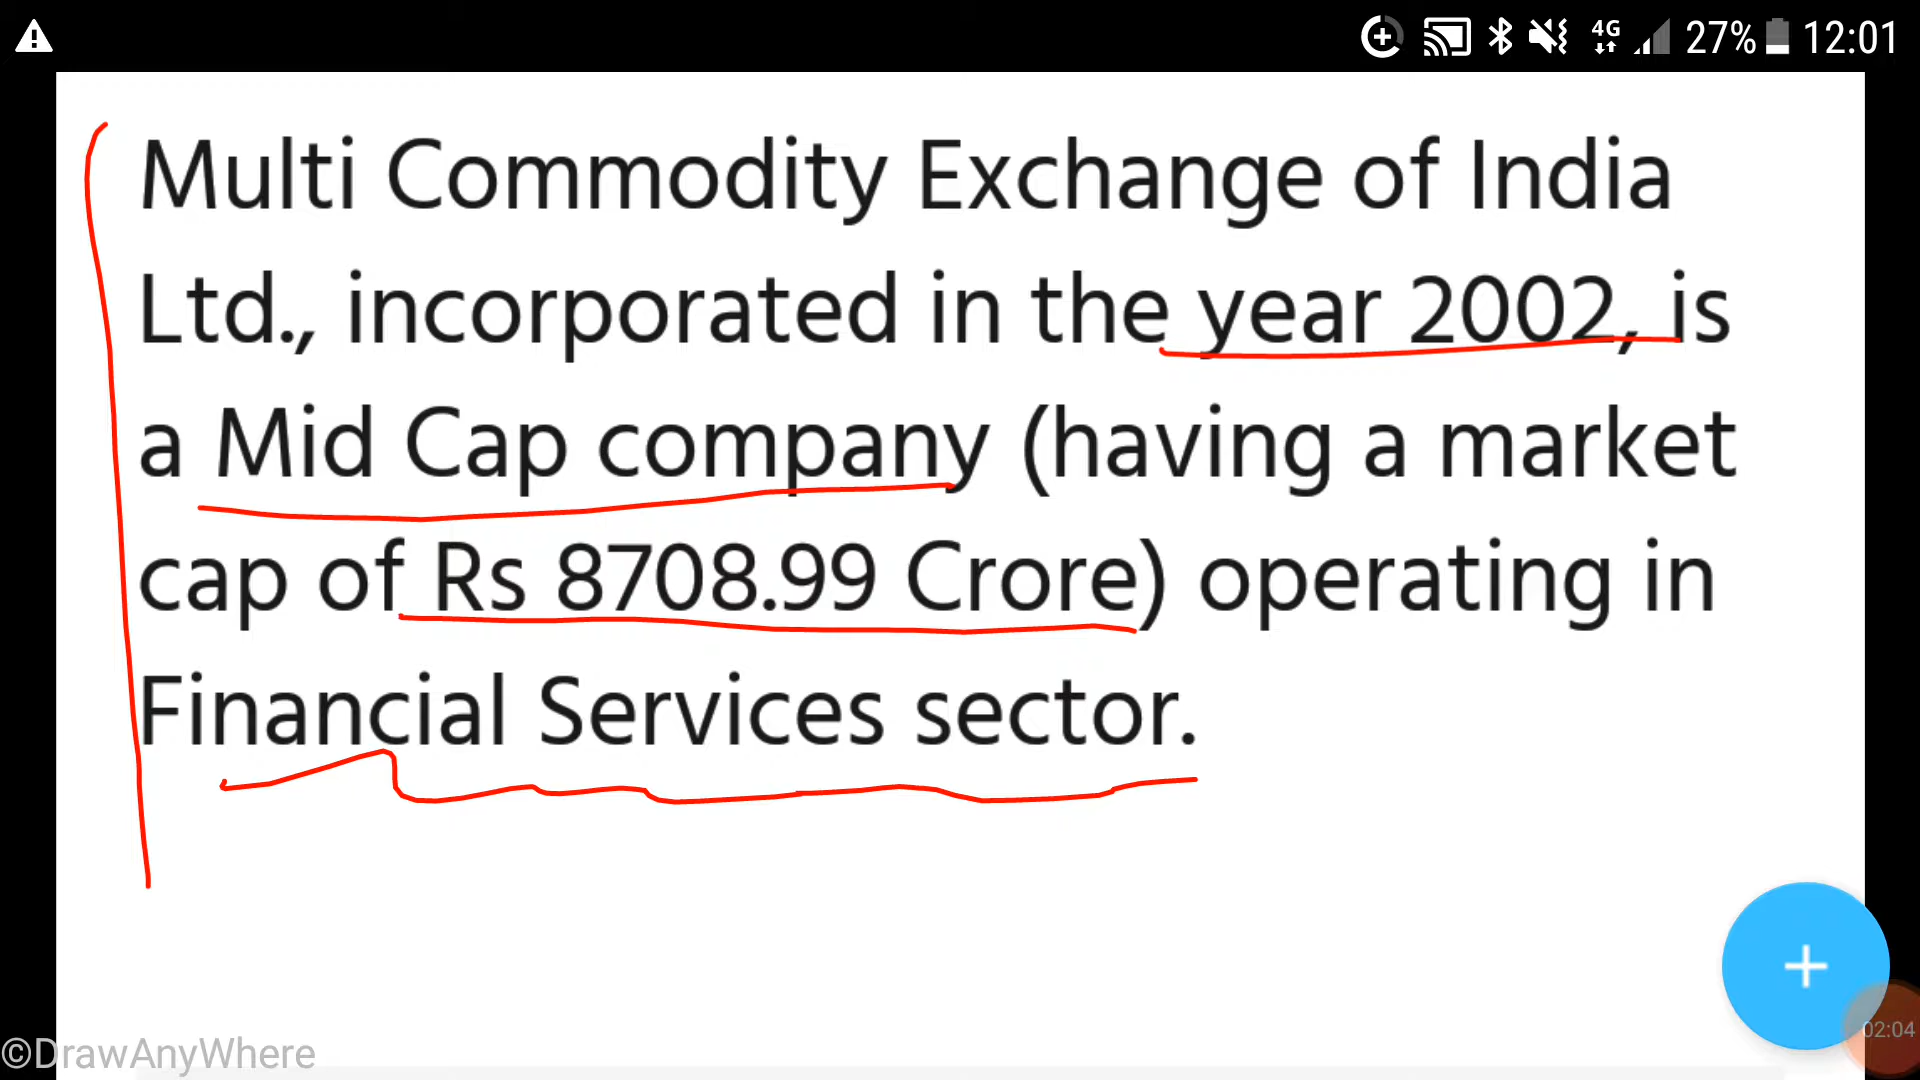 4G 27% 12:01
Multi Commodity Exchange of India
Ltd., incorporated in the year 2002, is
a Mid Cap company (having a market
cap of Rs 8708.99 Crore) operating in
Financial Services sector.
02:04
©DrawAnyWhere